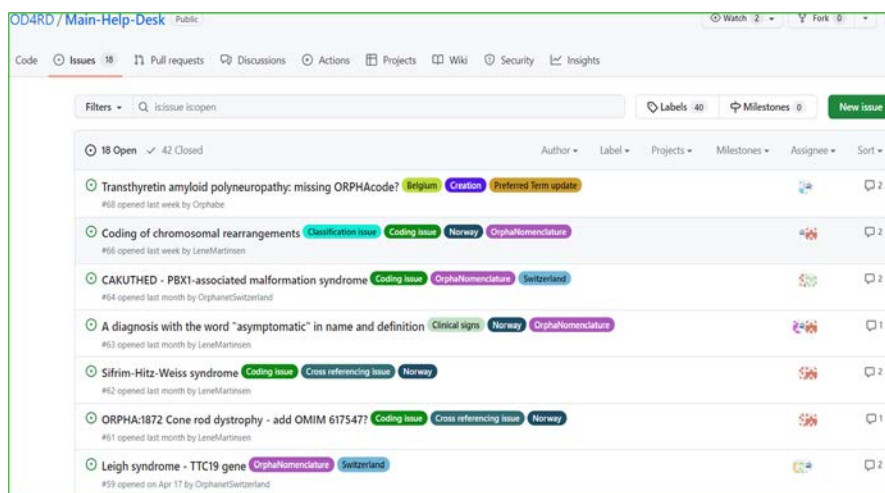 OD4RD / Main-Help-Desk Public Watch 2 Fork 0
Code Issues 18 Pull requests Discussions Actions Projects Wiki Security Insights
Filters is:issue is:open Labels 40 Milestones 0 New issue
18 Open 42 Closed Author Label Projects Milestones Assignee Sort
Transthyretin amyloid polyneuropathy: missing ORPHAcode? Belgium Creation Preferred Term update 2
#68 opened last week by Orphabe
Coding of chromosomal rearrangements Classification issue Coding issue Norway OrphaNomenclature 2
#66 opened last week by LeneMartinsen
CAKUTHED - PBX1-associated malformation syndrome Coding issue OrphaNomenclature Switzerland 2
#64 opened last month by OrphanetSwitzerland
A diagnosis with the word "asymptomatic" in name and definition Clinical signs Norway OrphaNomenclature 1
#63 opened last month by LeneMartinsen
Sifrim-Hitz-Weiss syndrome Coding issue Cross referencing issue Norway 2
#62 opened last month by LeneMartinsen
ORPHA:1872 Cone rod dystrophy - add OMIM 617547? Coding issue Cross referencing issue Norway 1
#61 opened last month by LeneMartinsen
Leigh syndrome - TTC19 gene OrphaNomenclature Switzerland 2
#59 opened on Apr 17 by OrphanetSwitzerland